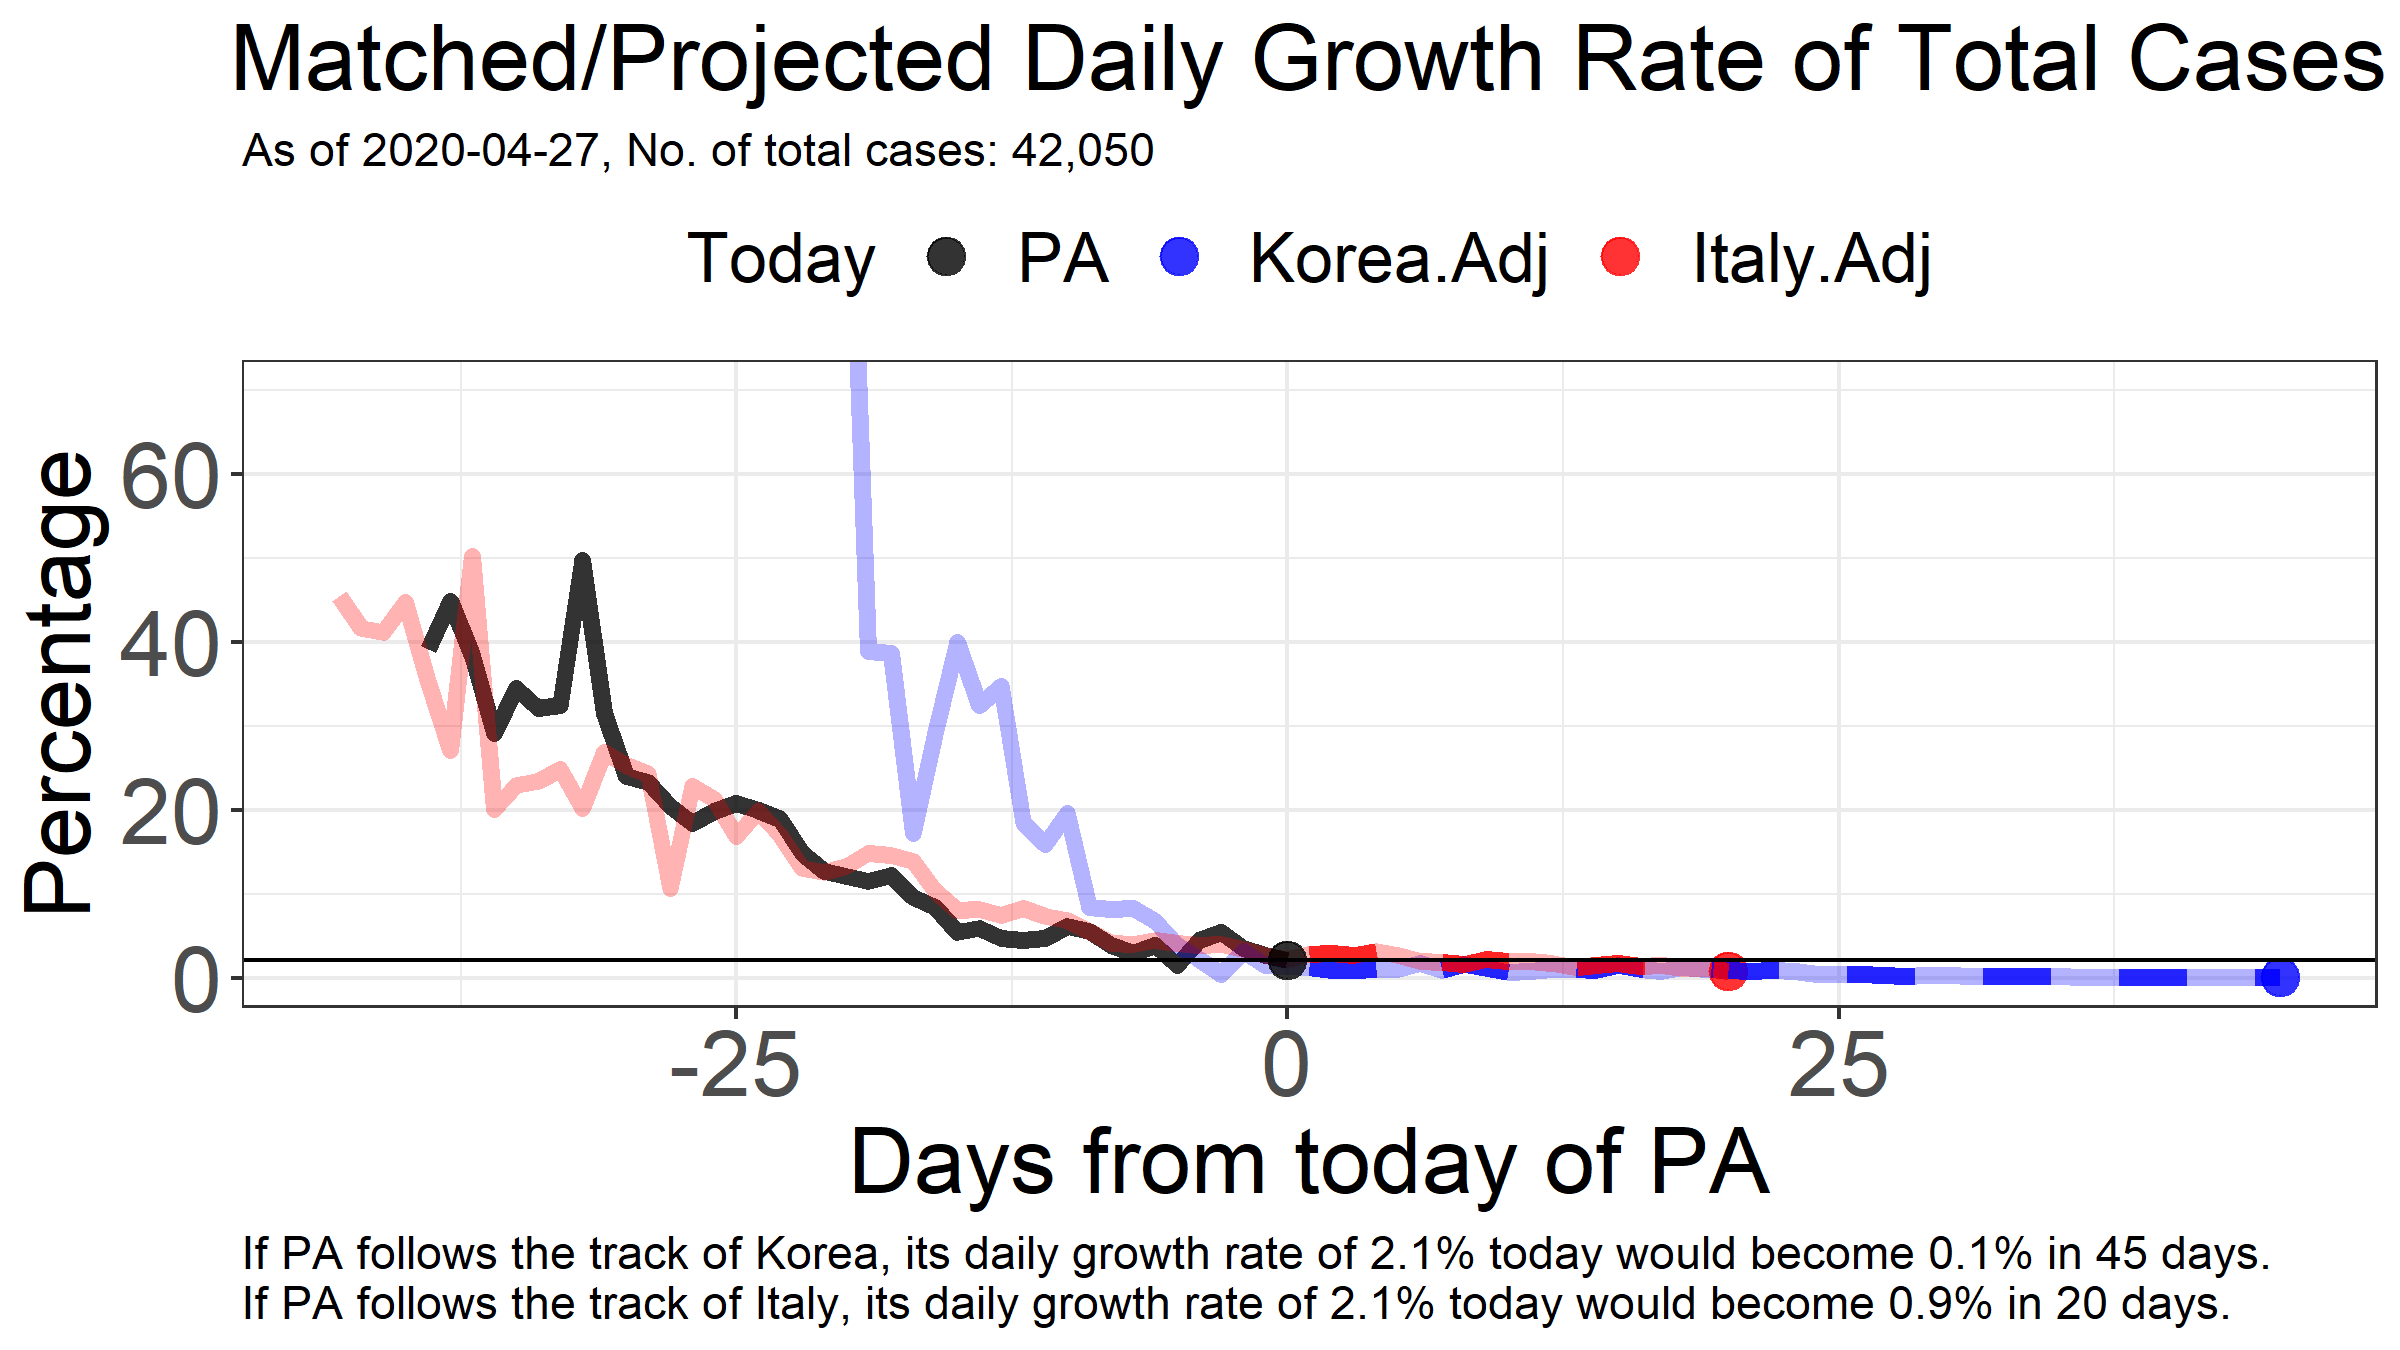 Matched/Projected Daily Growth Rate of Total Cases
As of 2020-04-27, No. of total cases: 42,050
Today PA Korea.Adj Italy.Adj
Percentage
60
40
20
0
-25 0 25
Days from today of PA
If PA follows the track of Korea, its daily growth rate of 2.1% today would become 0.1% in 45 days.
If PA follows the track of Italy, its daily growth rate of 2.1% today would become 0.9% in 20 days.